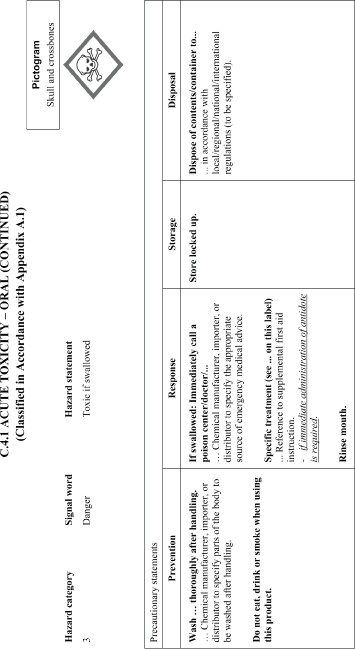 C.4.1 ACUTE TOXICITY – ORAL (CONTINUED)
(Classified in Accordance with Appendix A.1)
Pictogram
Skull and crossbones
Hazard category
Signal word
Hazard statement
3
Danger
Toxic if swallowed
Precautionary statements
Prevention
Response
Storage
Disposal
Wash … thoroughly after handling.
… Chemical manufacturer, importer, or
distributor to specify parts of the body to
be washed after handling.
Do not eat, drink or smoke when using
this product.
If swallowed: Immediately call a
poison center/doctor/...
… Chemical manufacturer, importer, or
distributor to specify the appropriate
source of emergency medical advice.
Specific treatment (see ... on this label)
... Reference to supplemental first aid
instruction.
- if immediate administration of antidote
is required.
Rinse mouth.
Store locked up.
Dispose of contents/container to...
... in accordance with
local/regional/national/international
regulations (to be specified).